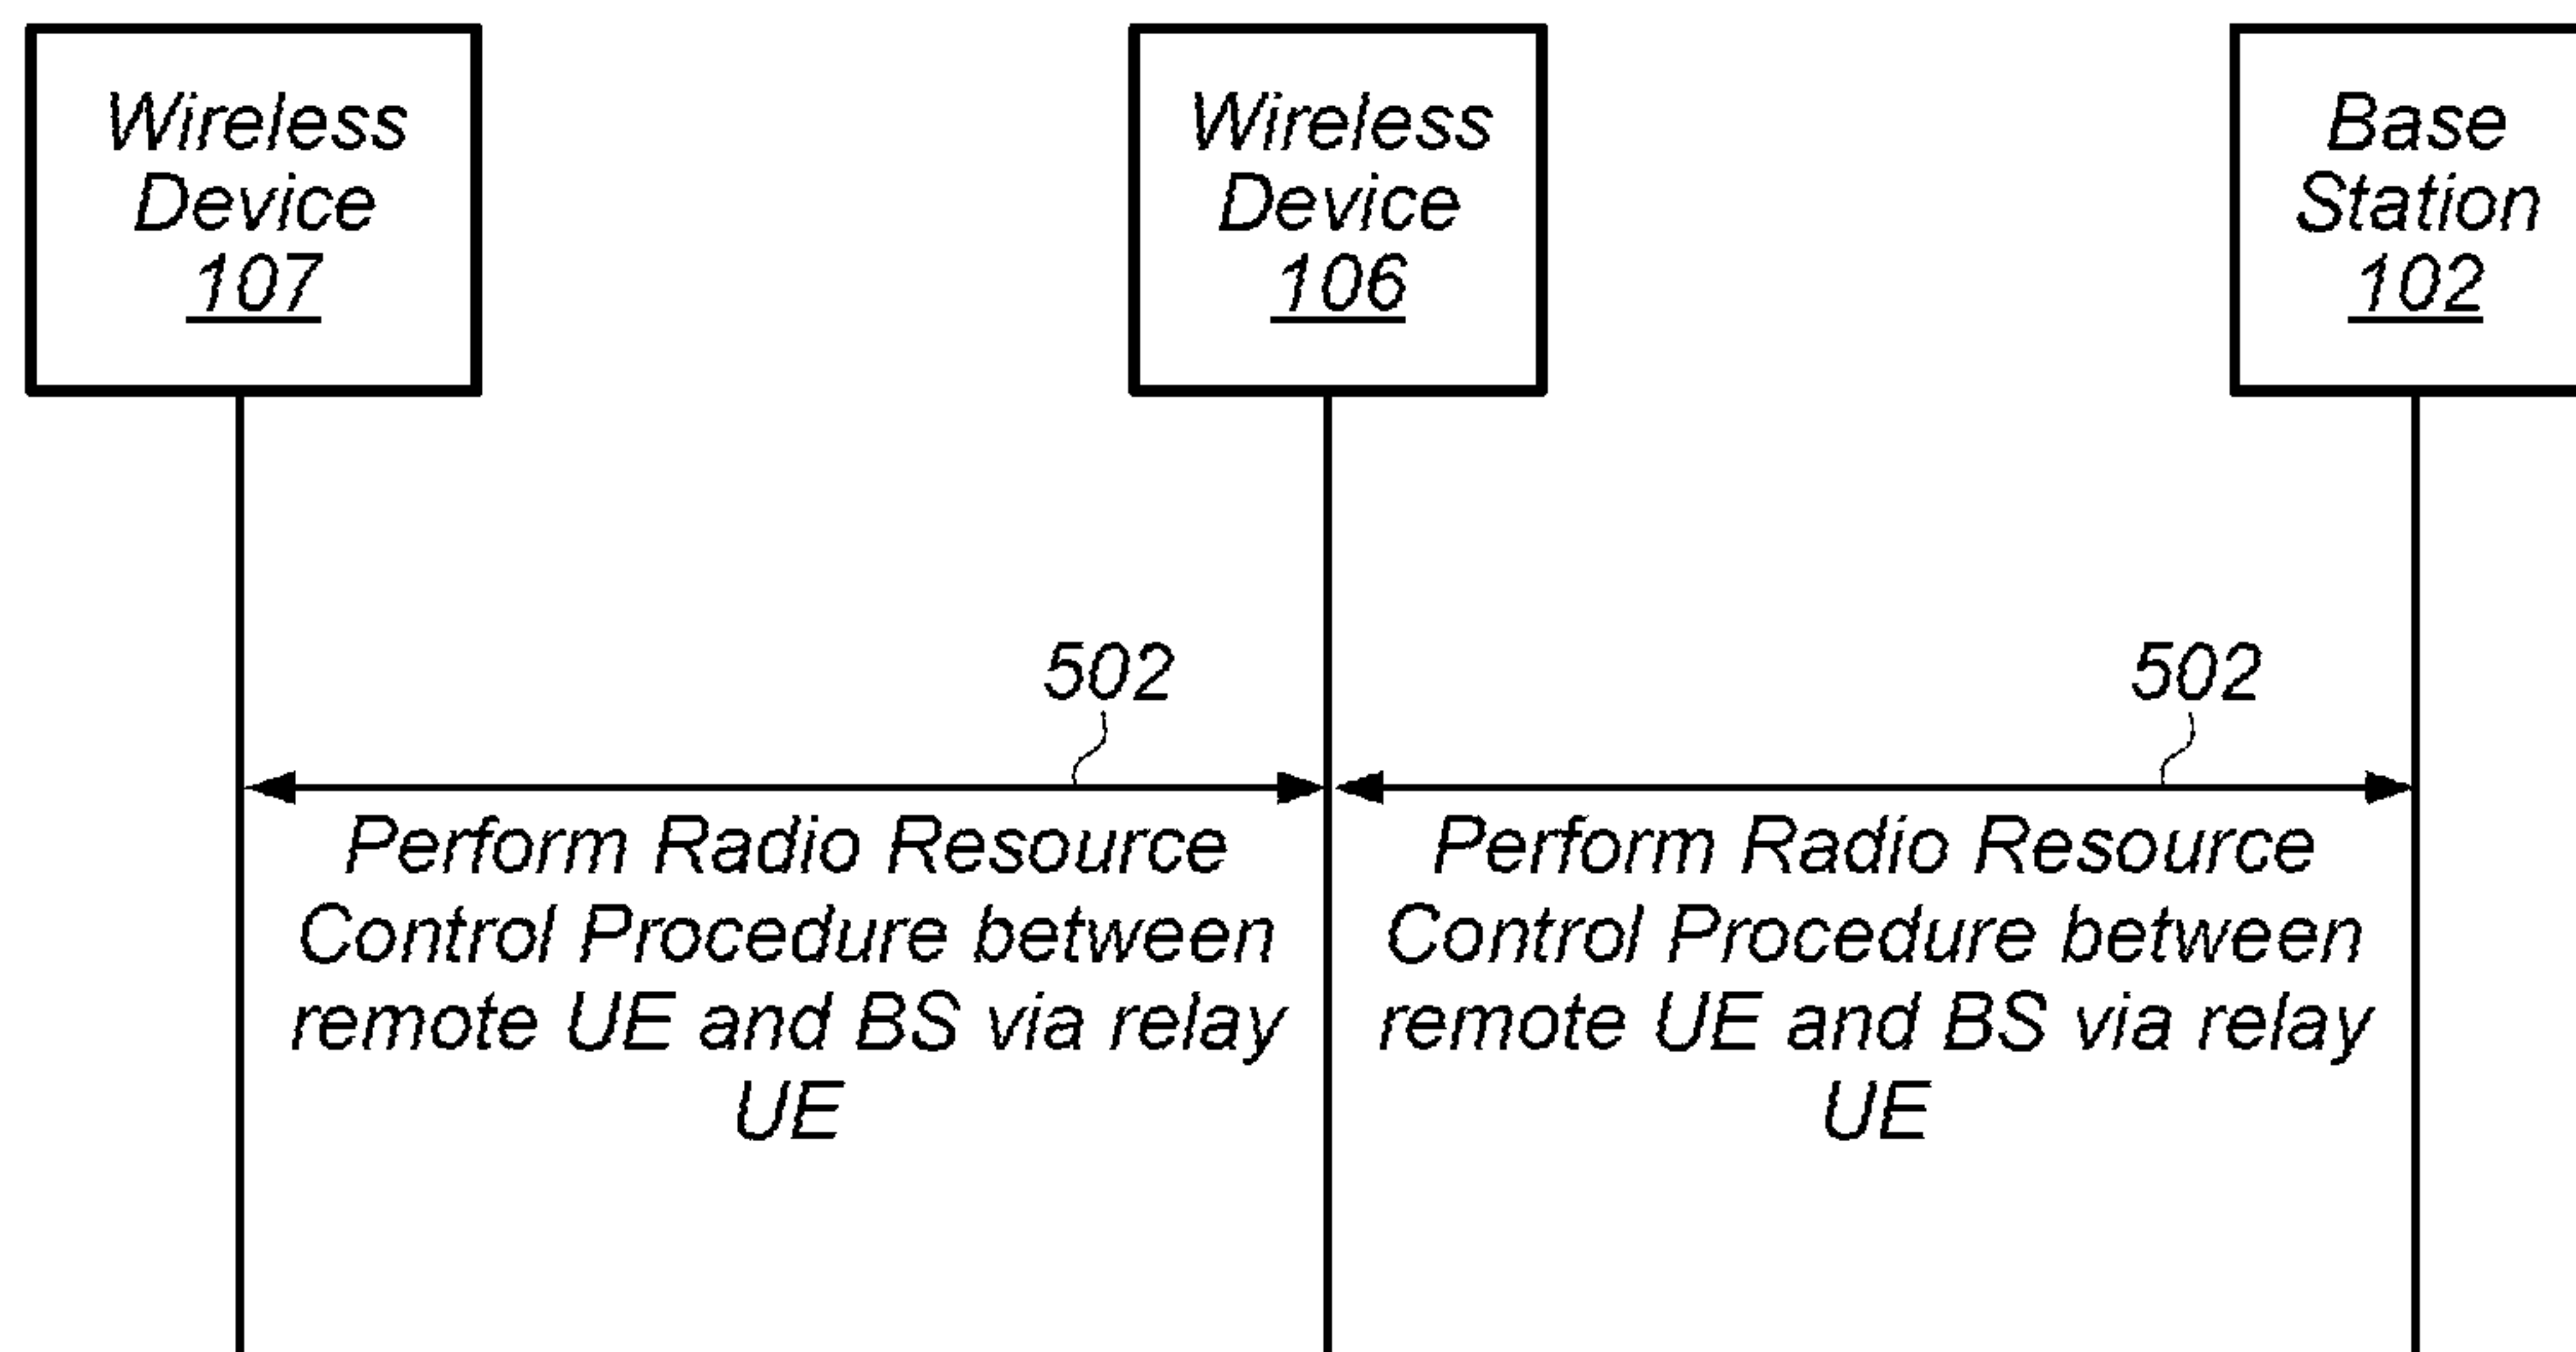 Wireless
Device
107
Wireless
Device
106
Base
Station
102
502
502
Perform Radio Resource
Control Procedure between
remote UE and BS via relay
UE
Perform Radio Resource
Control Procedure between
remote UE and BS via relay
UE